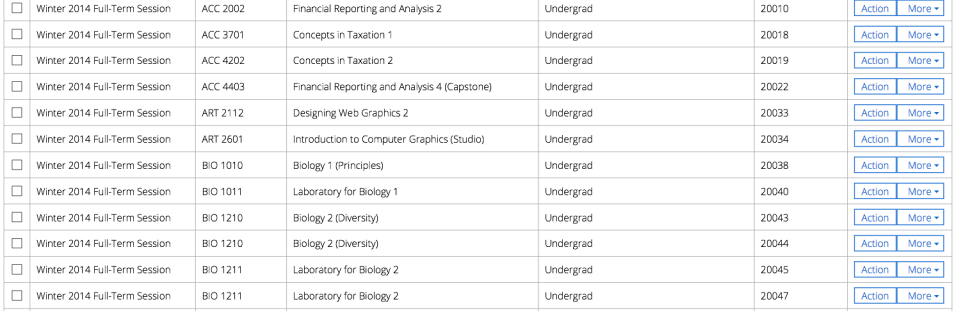 Winter 2014 Full-Term Session ACC 2002 Financial Reporting and Analysis 2 Undergrad 20010 Action More
Winter 2014 Full-Term Session ACC 3701 Concepts in Taxation 1 Undergrad 20018 Action More
Winter 2014 Full-Term Session ACC 4202 Concepts in Taxation 2 Undergrad 20019 Action More
Winter 2014 Full-Term Session ACC 4403 Financial Reporting and Analysis 4 (Capstone) Undergrad 20022 Action More
Winter 2014 Full-Term Session ART 2112 Designing Web Graphics 2 Undergrad 20033 Action More
Winter 2014 Full-Term Session ART 2601 Introduction to Computer Graphics (Studio) Undergrad 20034 Action More
Winter 2014 Full-Term Session BIO 1010 Biology 1 (Principles) Undergrad 20038 Action More
Winter 2014 Full-Term Session BIO 1011 Laboratory for Biology 1 Undergrad 20040 Action More
Winter 2014 Full-Term Session BIO 1210 Biology 2 (Diversity) Undergrad 20043 Action More
Winter 2014 Full-Term Session BIO 1210 Biology 2 (Diversity) Undergrad 20044 Action More
Winter 2014 Full-Term Session BIO 1211 Laboratory for Biology 2 Undergrad 20045 Action More
Winter 2014 Full-Term Session BIO 1211 Laboratory for Biology 2 Undergrad 20047 Action More